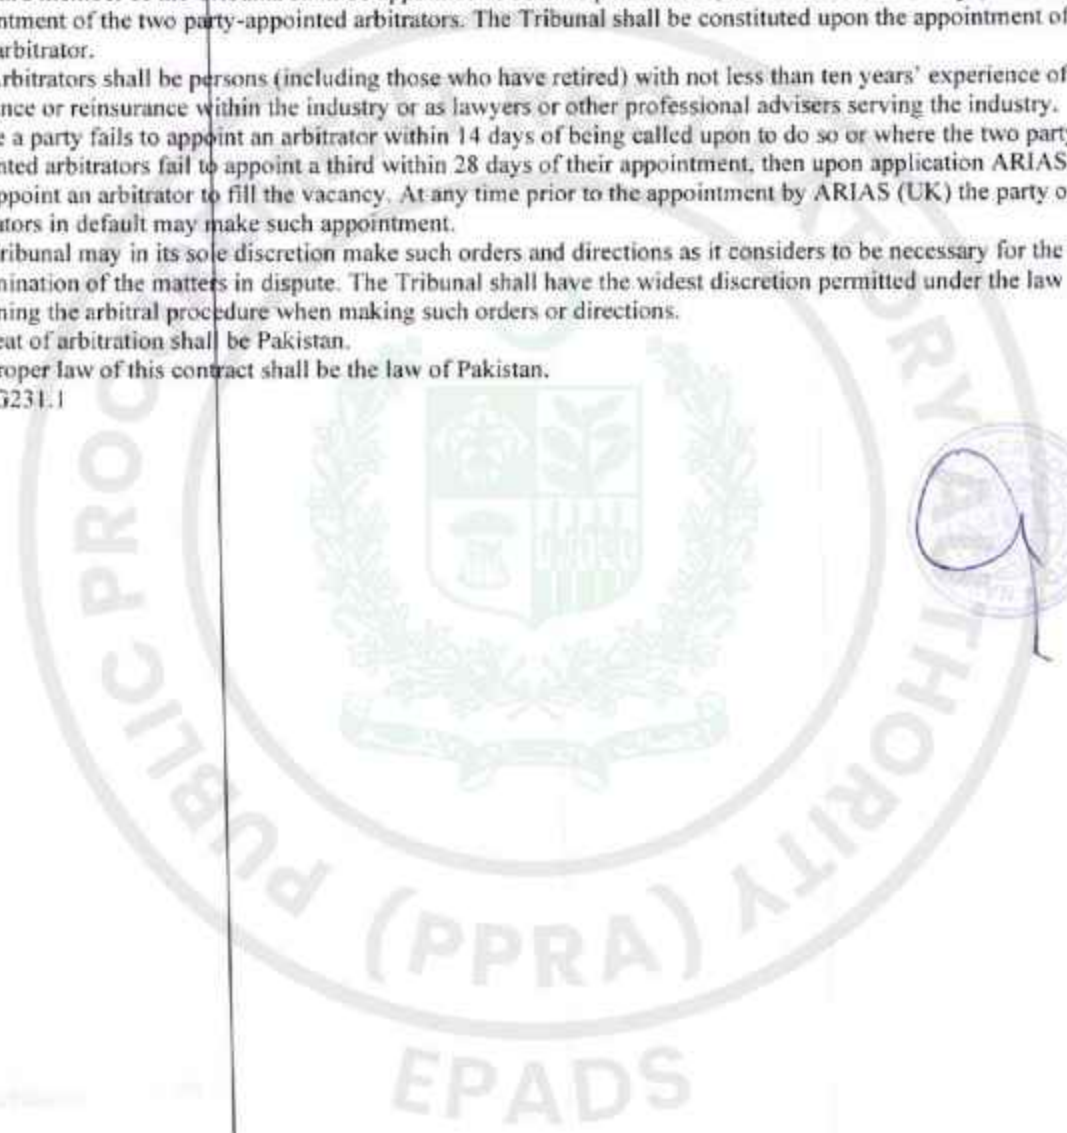 ntment of the two party-appointed arbitrators. The Tribunal shall be constituted upon the appointment of
arbitrator.
rbitrators shall be persons (including those who have retired) with not less than ten years' experience of
nce or reinsurance within the industry or as lawyers or other professional advisers serving the industry.
e a party fails to appoint an arbitrator within 14 days of being called upon to do so or where the two party
nted arbitrators fail to appoint a third within 28 days of their appointment, then upon application ARIAS
ppoint an arbitrator to fill the vacancy. At any time prior to the appointment by ARIAS (UK) the party o
ators in default may make such appointment.
ribunal may in its sole discretion make such orders and directions as it considers to be necessary for the
mination of the matters in dispute. The Tribunal shall have the widest discretion permitted under the law
ning the arbitral procedure when making such orders or directions.
eat of arbitration shall be Pakistan.
roper law of this contract shall be the law of Pakistan.
G231.1
PUBLIC PROC
ATORY AUTHORITY
(PPRA)
EPADS